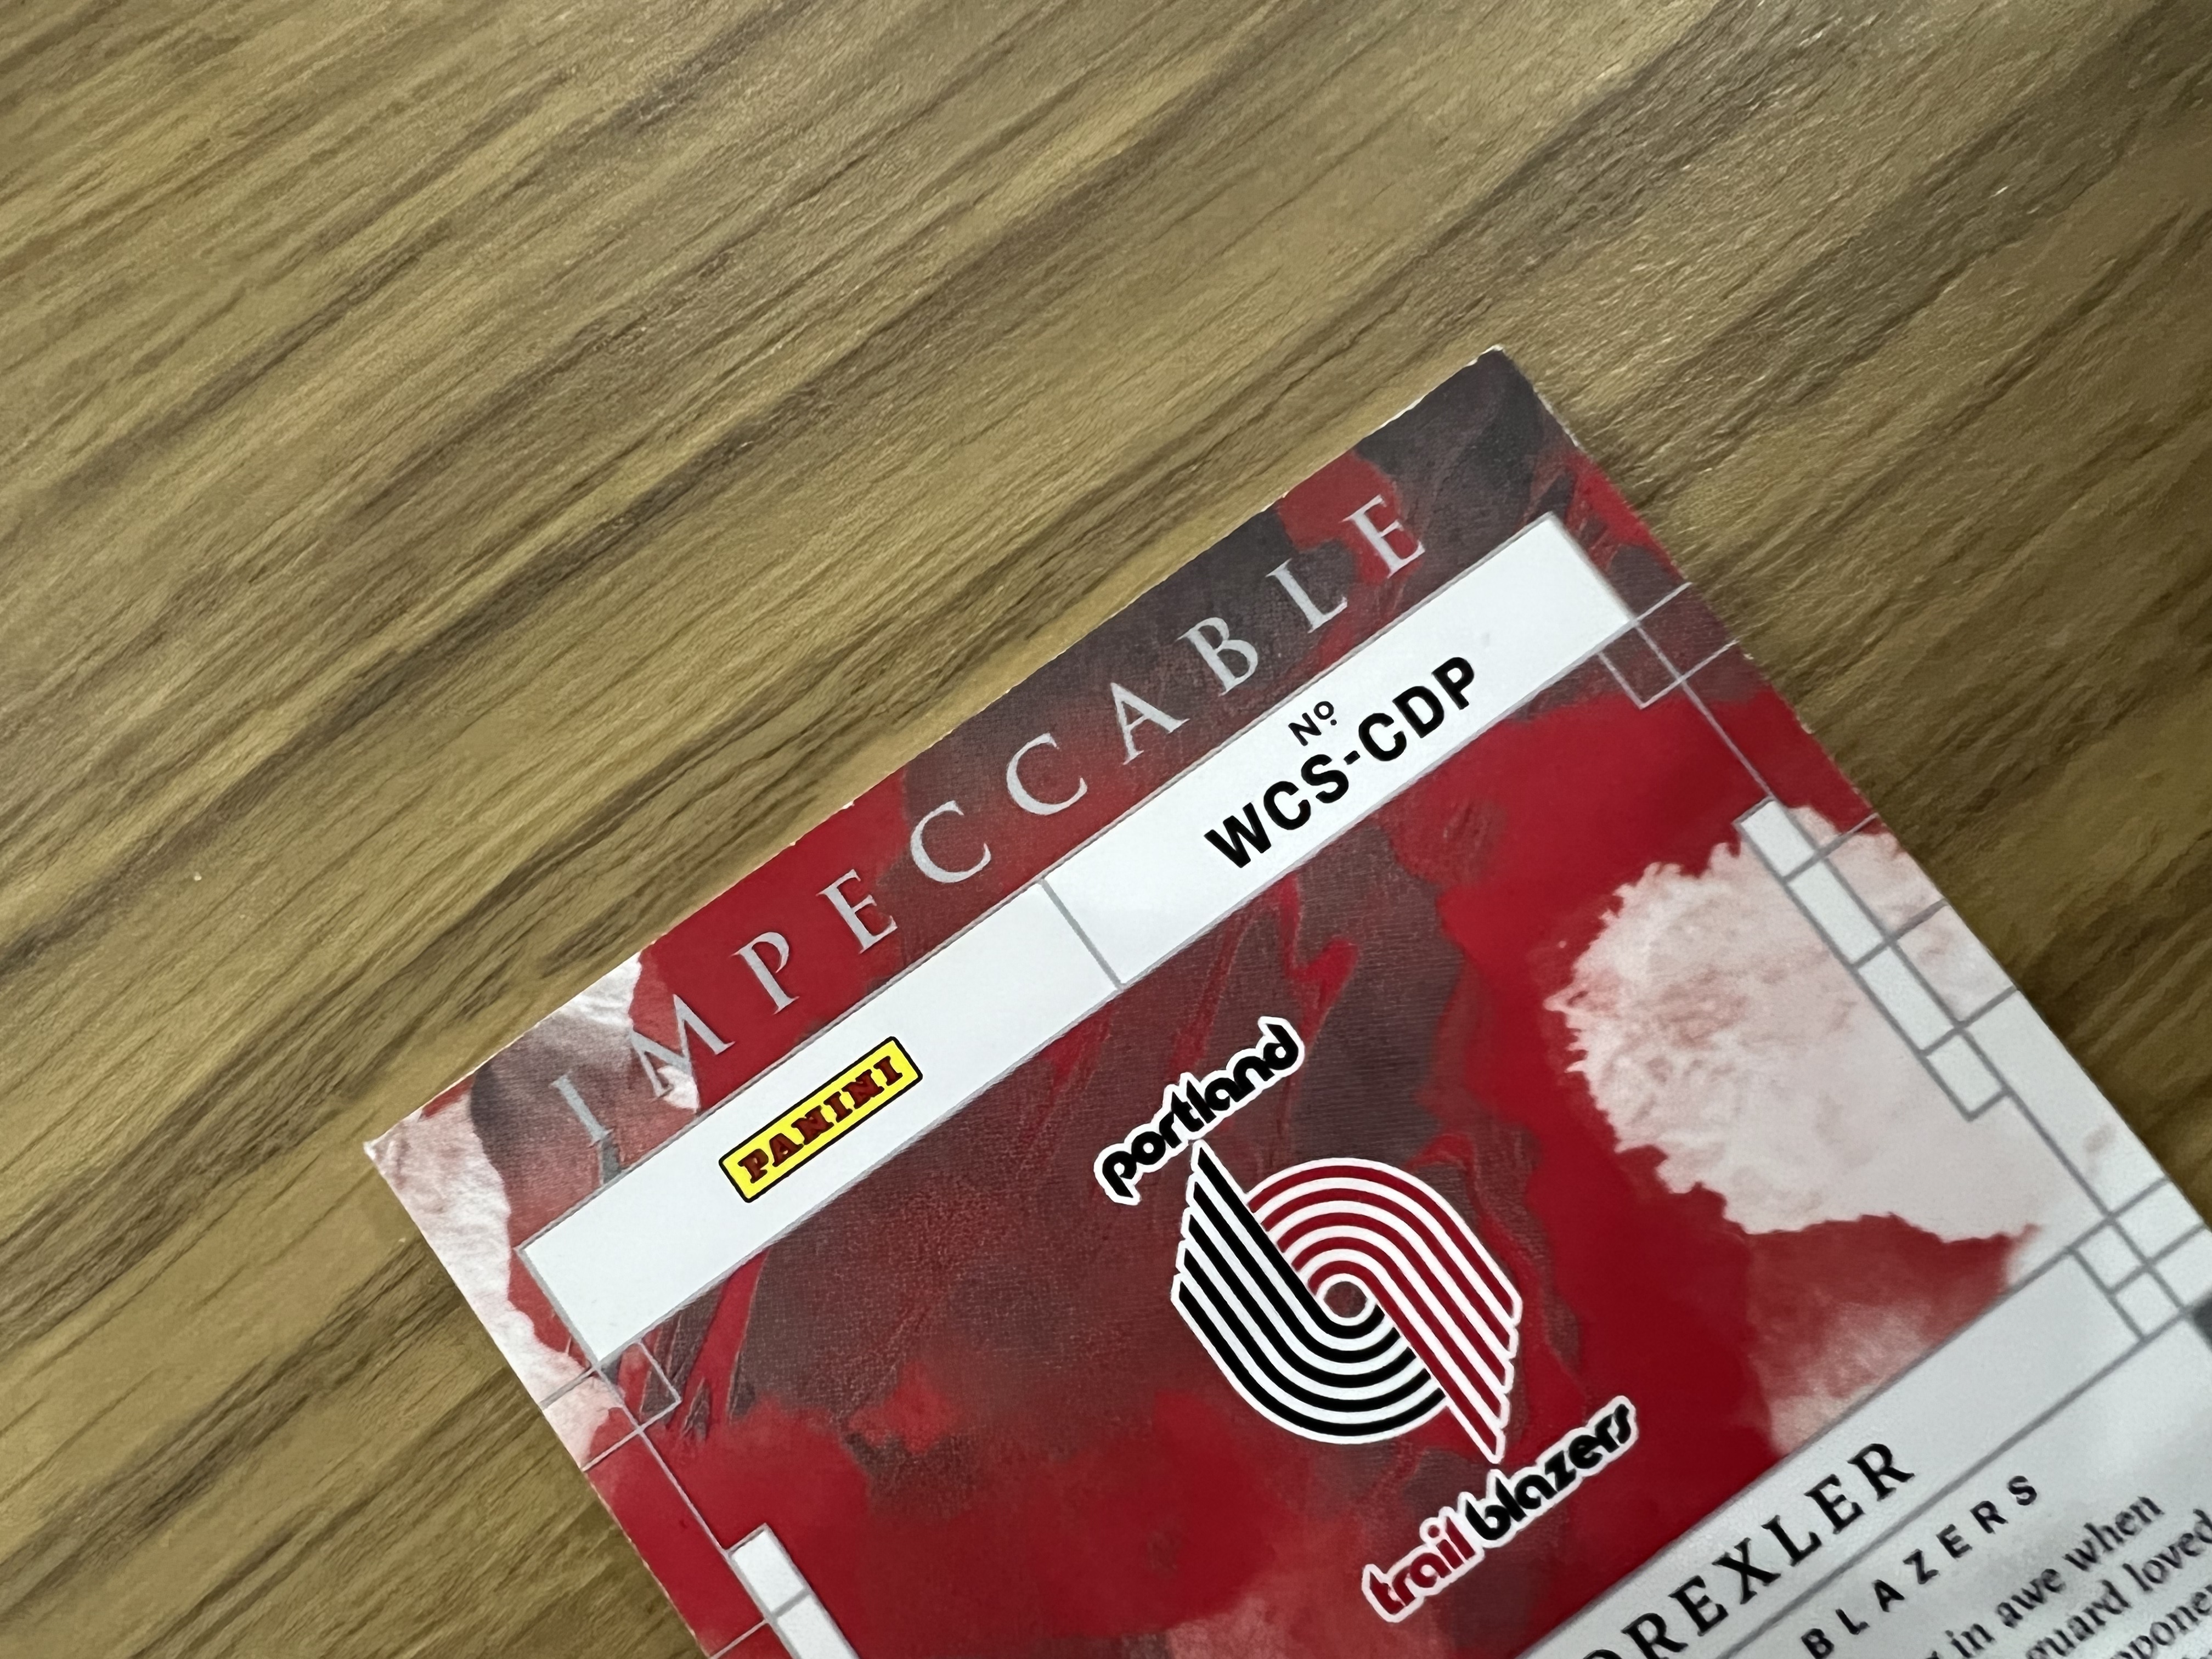 IMPECCABLE
PANINI
Nº
WCS-CDP
portland
trail blazers
DREXLER
BLAZERS
in awe when
guard loved